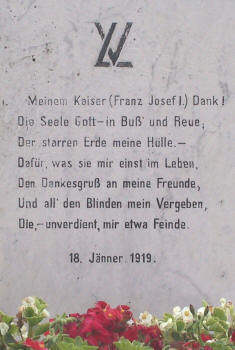 VL
Meinem Kaiser (Franz Josef I.) Dank!
Die Seele Gott – in Buß' und Reue,
Der starren Erde meine Hülle. –
Dafür, was sie mir einst im Leben,
Den Dankesgruß an meine Freunde,
Und all' den Blinden mein Vergeben,
Die, – unverdient, mir etwa Feinde.
18. Jänner 1919.